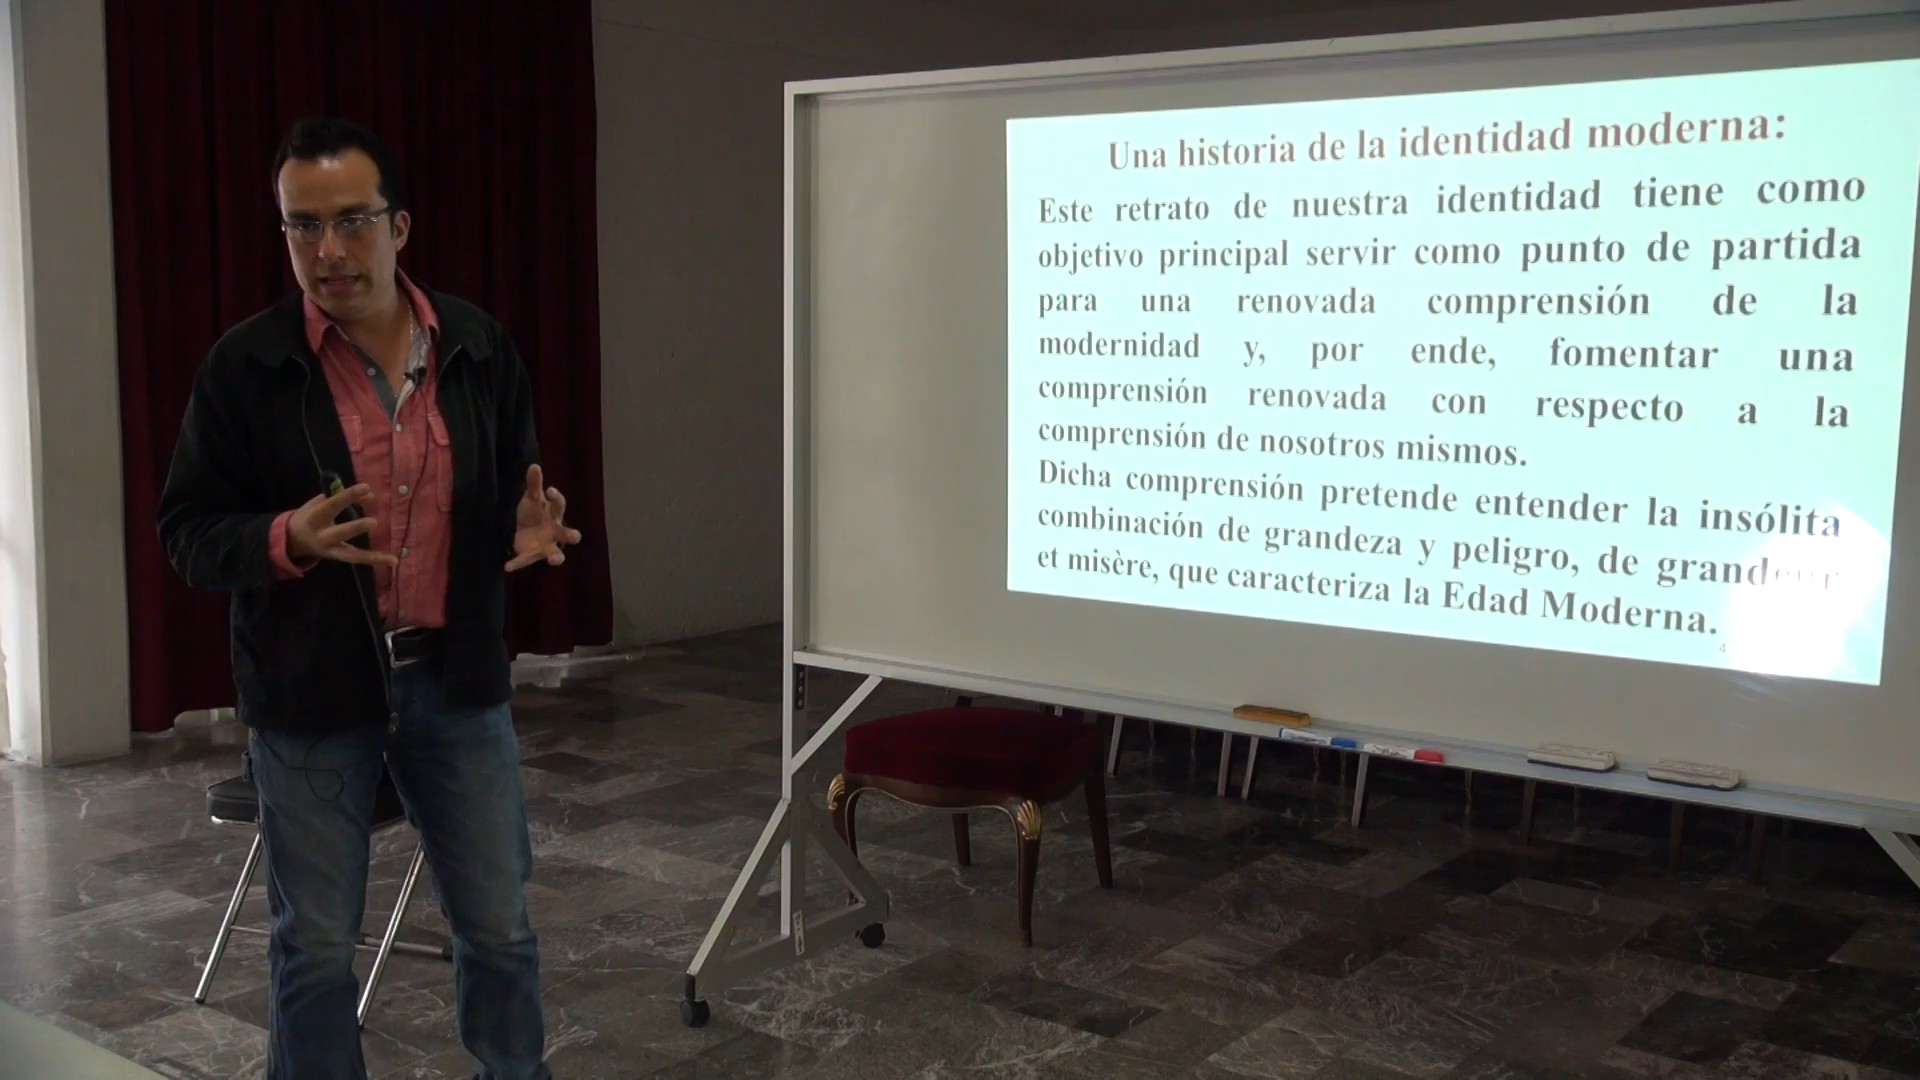 Una historia de la identidad moderna:
Este retrato de nuestra identidad tiene como
objetivo principal servir como punto de partida
para una renovada comprensión de la
modernidad y, por ende, fomentar una
comprensión renovada con respecto a la
comprensión de nosotros mismos.
Dicha comprensión pretende entender la insólita
combinación de grandeza y peligro, de grandeur
et misère, que caracteriza la Edad Moderna.
4